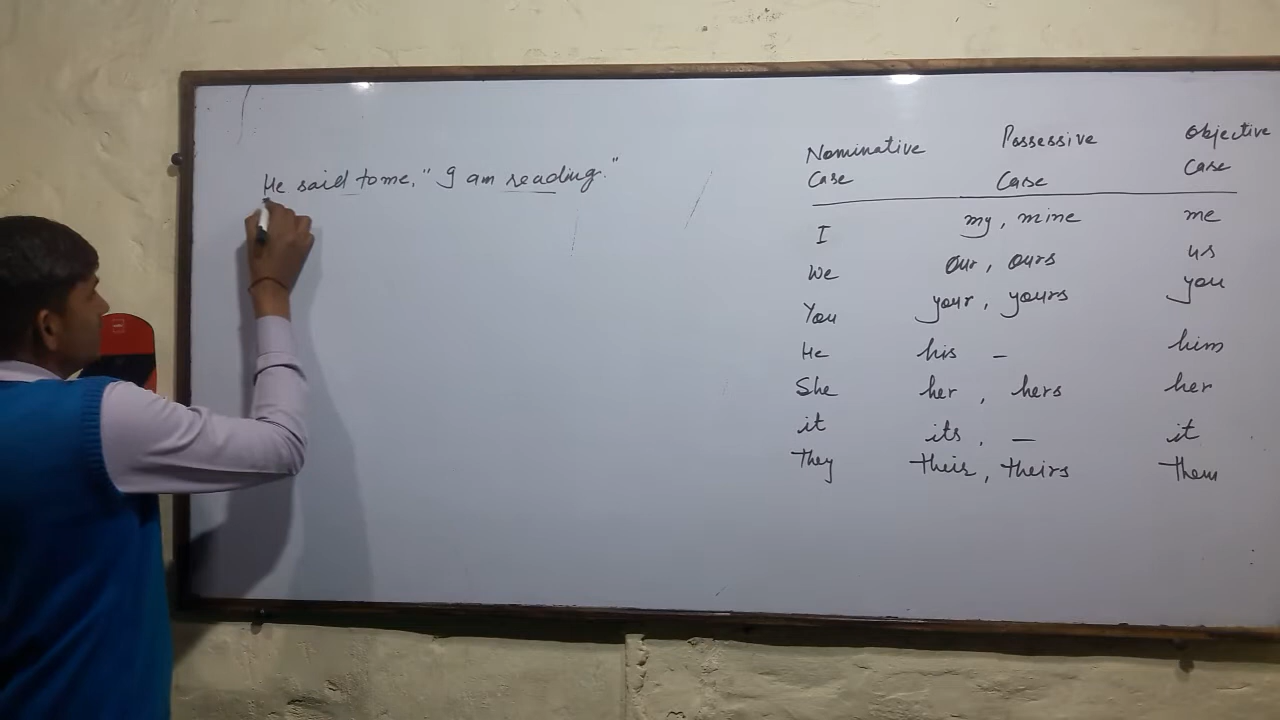 He said to me, " I am reading."
Nominative Case Possessive Case Objective Case
I my, mine me
We our, ours us
You your, yours you
He his – him
She her, hers her
it its, – it
They their, theirs them